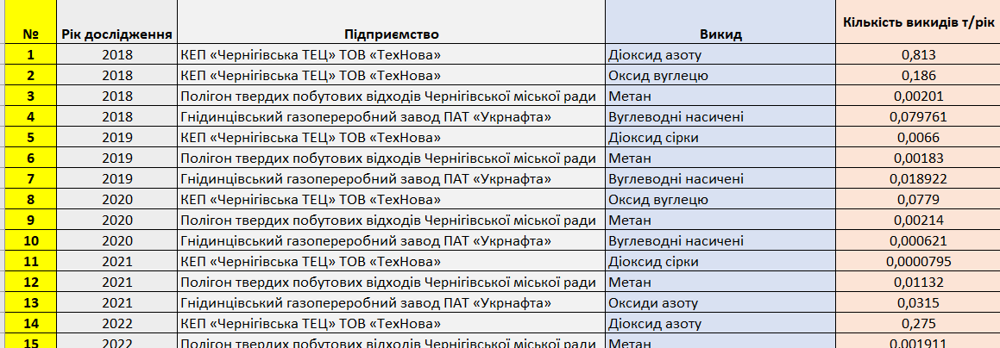 № Рік дослідження Підприємство Викид Кількість викидів т/рік
1 2018 КЕП «Чернігівська ТЕЦ» ТОВ «ТехНова» Діоксид азоту 0,813
2 2018 КЕП «Чернігівська ТЕЦ» ТОВ «ТехНова» Оксид вуглецю 0,186
3 2018 Полігон твердих побутових відходів Чернігівської міської ради Метан 0,00201
4 2018 Гнідинцівський газопереробний завод ПАТ «Укрнафта» Вуглеводні насичені 0,079761
5 2019 КЕП «Чернігівська ТЕЦ» ТОВ «ТехНова» Діоксид сірки 0,0066
6 2019 Полігон твердих побутових відходів Чернігівської міської ради Метан 0,00183
7 2019 Гнідинцівський газопереробний завод ПАТ «Укрнафта» Вуглеводні насичені 0,018922
8 2020 КЕП «Чернігівська ТЕЦ» ТОВ «ТехНова» Оксид вуглецю 0,0779
9 2020 Полігон твердих побутових відходів Чернігівської міської ради Метан 0,00214
10 2020 Гнідинцівський газопереробний завод ПАТ «Укрнафта» Вуглеводні насичені 0,000621
11 2021 КЕП «Чернігівська ТЕЦ» ТОВ «ТехНова» Діоксид сірки 0,0000795
12 2021 Полігон твердих побутових відходів Чернігівської міської ради Метан 0,01132
13 2021 Гнідинцівський газопереробний завод ПАТ «Укрнафта» Оксиди азоту 0,0315
14 2022 КЕП «Чернігівська ТЕЦ» ТОВ «ТехНова» Діоксид азоту 0,275
15 2022 Полігон твердих побутових відходів Чернігівської міської ради Метан 0,001911